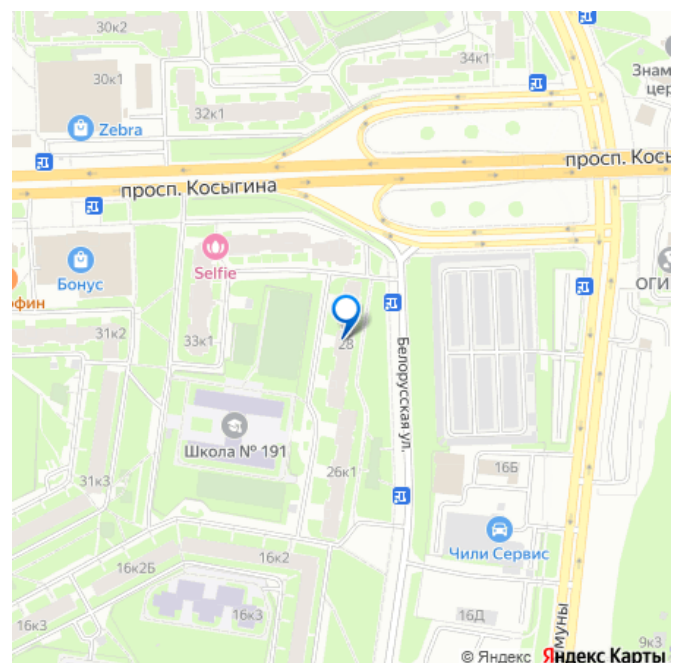 30к2
34к1
30к1
Знам
цер
32к1
Zebra
просп. Косы
просп. Косыгина
Selfie
Бонус
ОГИ
офин
31к2
33к1
28
Белорусская ул.
Школа № 191
31к3
26к1
16Б
Чили Сервис
16к2
16к2Б
16к3
16к3
16Д
муны
9к3
© Яндекс Яндекс Карты